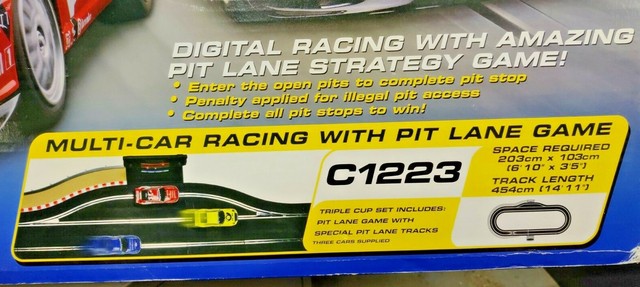 DIGITAL RACING WITH AMAZING
PIT LANE STRATEGY GAME!
• Enter the open pits to complete pit stop
• Penalty applied for illegal pit access
• Complete all pit stops to win!
MULTI-CAR RACING WITH PIT LANE GAME
C1223
SPACE REQUIRED
203cm x 103cm
(6'10" x 3'5")
TRACK LENGTH
454cm (14'11")
TRIPLE CUP SET INCLUDES:
PIT LANE GAME WITH
SPECIAL PIT LANE TRACKS
THREE CARS SUPPLIED